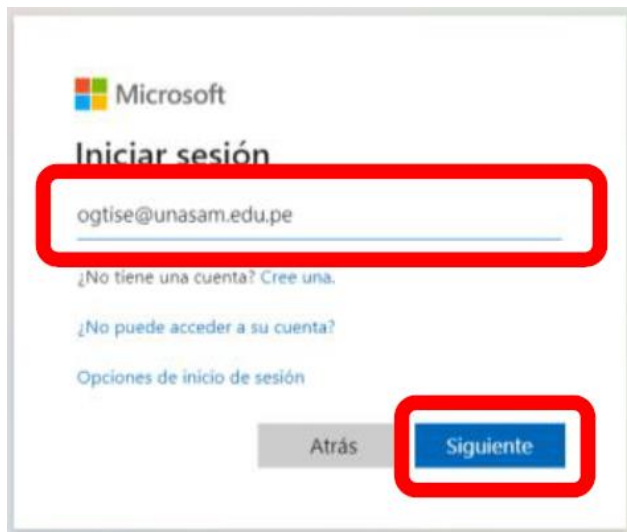 Microsoft
Iniciar sesión
ogtise@unasam.edu.pe
¿No tiene una cuenta? Cree una.
¿No puede acceder a su cuenta?
Opciones de inicio de sesión
Atrás Siguiente